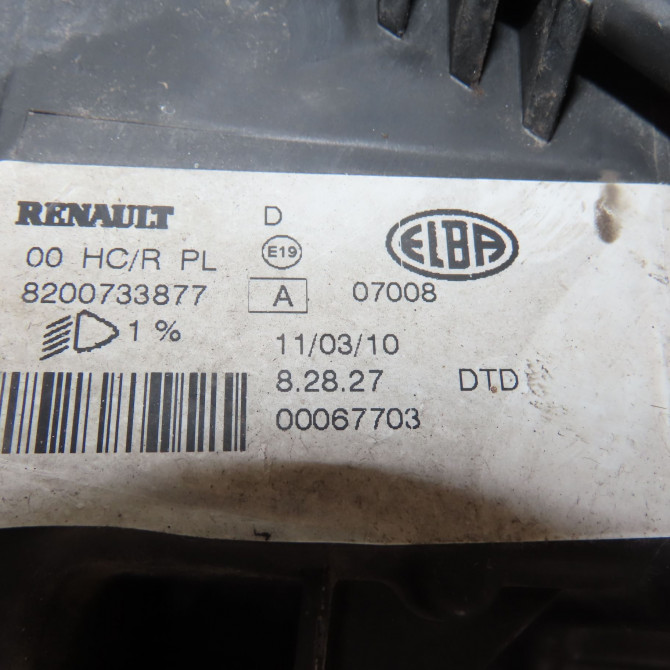 RENAULT D ELBA
00 HC/R PL E19
8200733877 A 07008
1 %
11/03/10
8.28.27 DTD
00067703